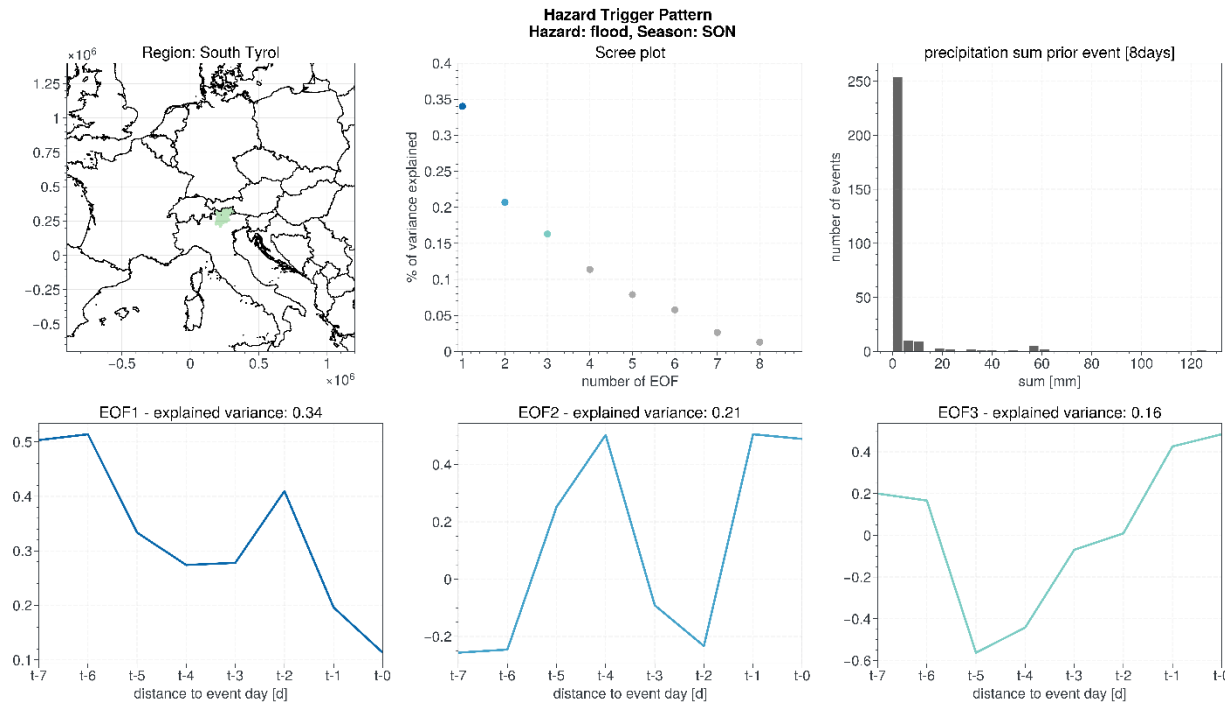 Hazard Trigger Pattern
Hazard: flood, Season: SON
Region: South Tyrol
×10⁶
1.25
1
0.75
0.5
0.25
0
−0.25
−0.5
−0.5
0
0.5
1
×10⁶
Scree plot
% of variance explained
0.4
0.35
0.3
0.25
0.2
0.15
0.1
0.05
0
1 2 3 4 5 6 7 8
number of EOF
precipitation sum prior event [8days]
number of events
250
200
150
100
50
0
0 20 40 60 80 100 120
sum [mm]
EOF1 - explained variance: 0.34
0.5
0.4
0.3
0.2
0.1
t-7 t-6 t-5 t-4 t-3 t-2 t-1 t-0
distance to event day [d]
EOF2 - explained variance: 0.21
0.4
0.2
0
−0.2
t-7 t-6 t-5 t-4 t-3 t-2 t-1 t-0
distance to event day [d]
EOF3 - explained variance: 0.16
0.4
0.2
0
−0.2
−0.4
−0.6
t-7 t-6 t-5 t-4 t-3 t-2 t-1 t-0
distance to event day [d]